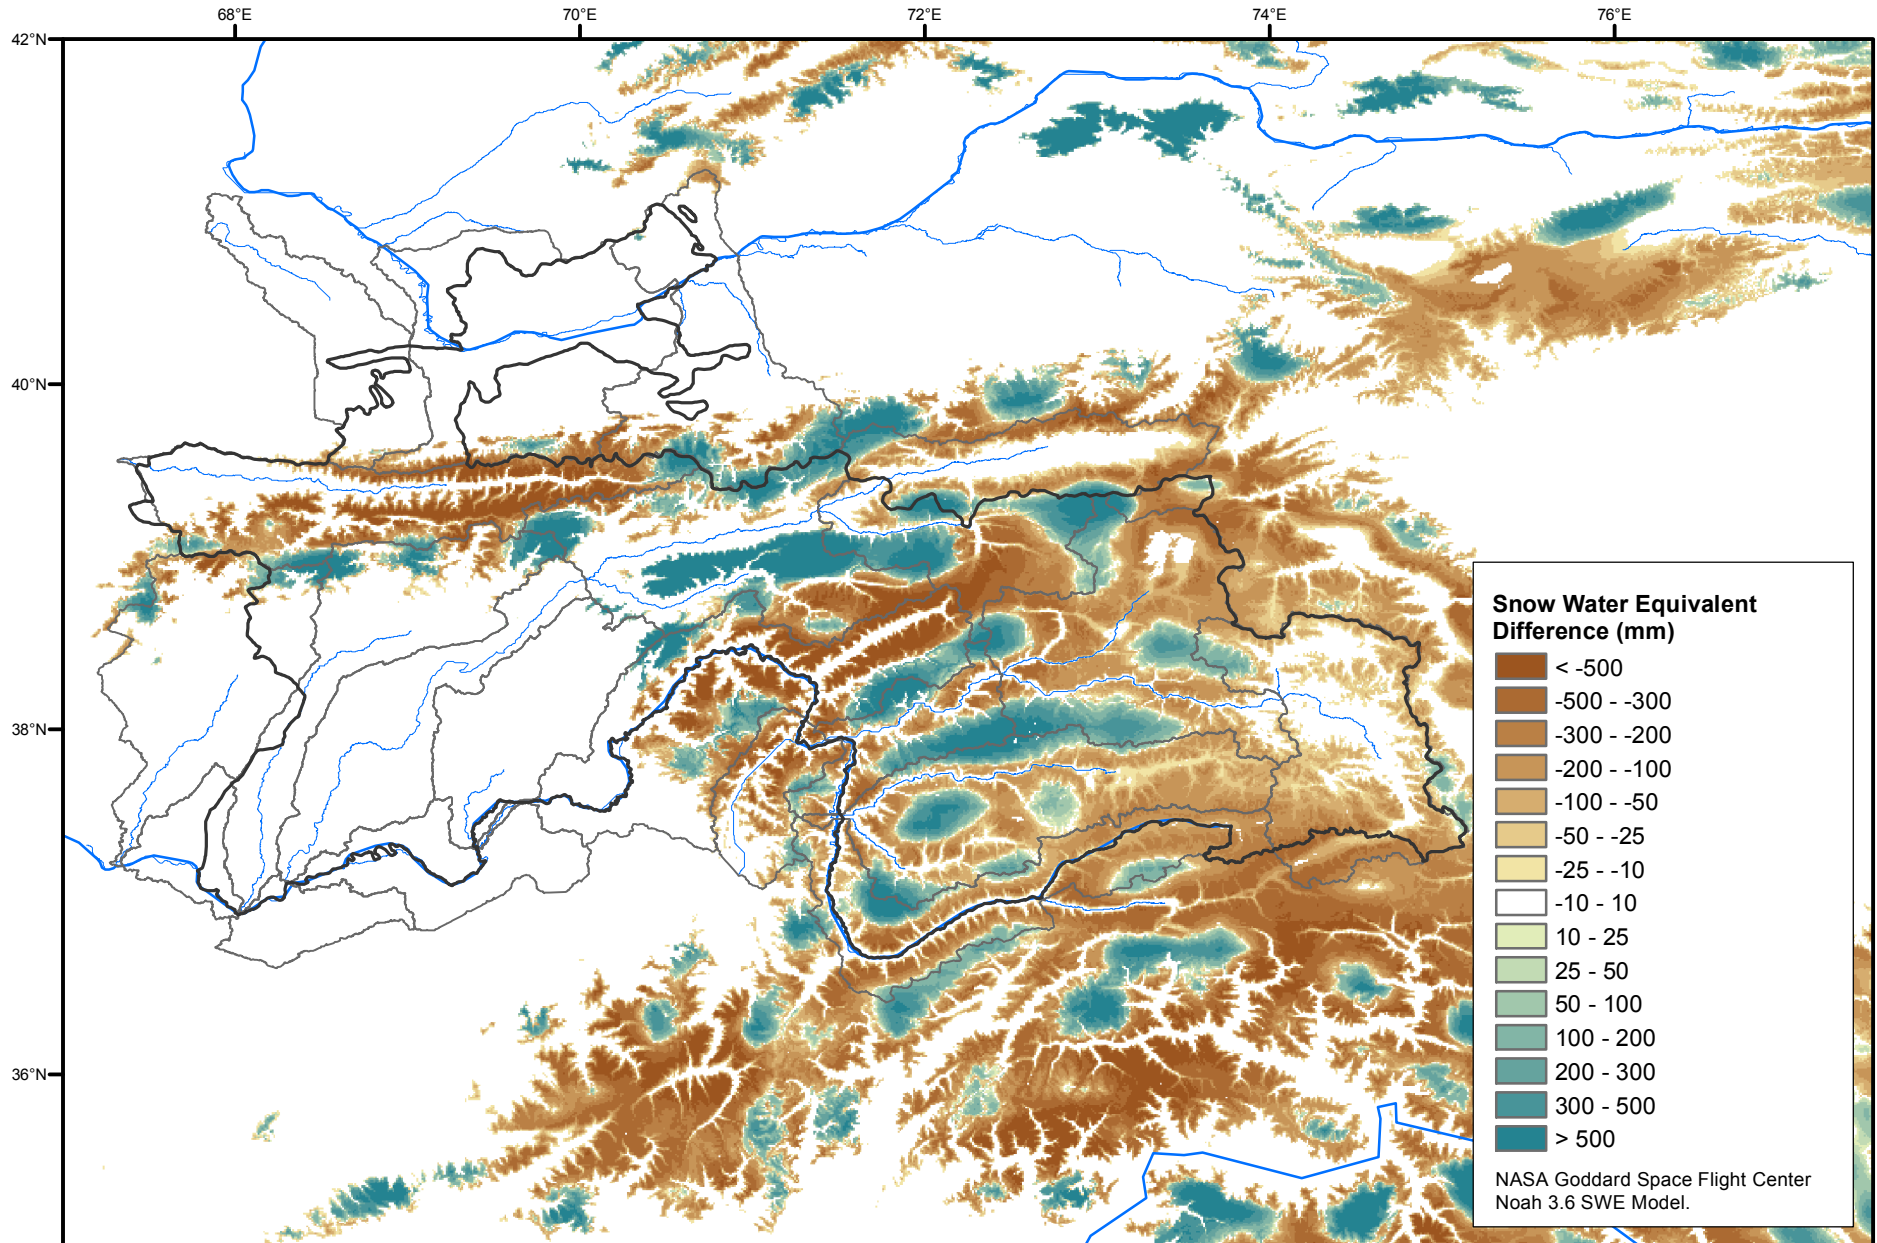 68°E
70°E
72°E
74°E
76°E
42°N
40°N
38°N
36°N
Snow Water Equivalent
Difference (mm)
< -500
-500 - -300
-300 - -200
-200 - -100
-100 - -50
-50 - -25
-25 - -10
-10 - 10
10 - 25
25 - 50
50 - 100
100 - 200
200 - 300
300 - 500
> 500
NASA Goddard Space Flight Center
Noah 3.6 SWE Model.